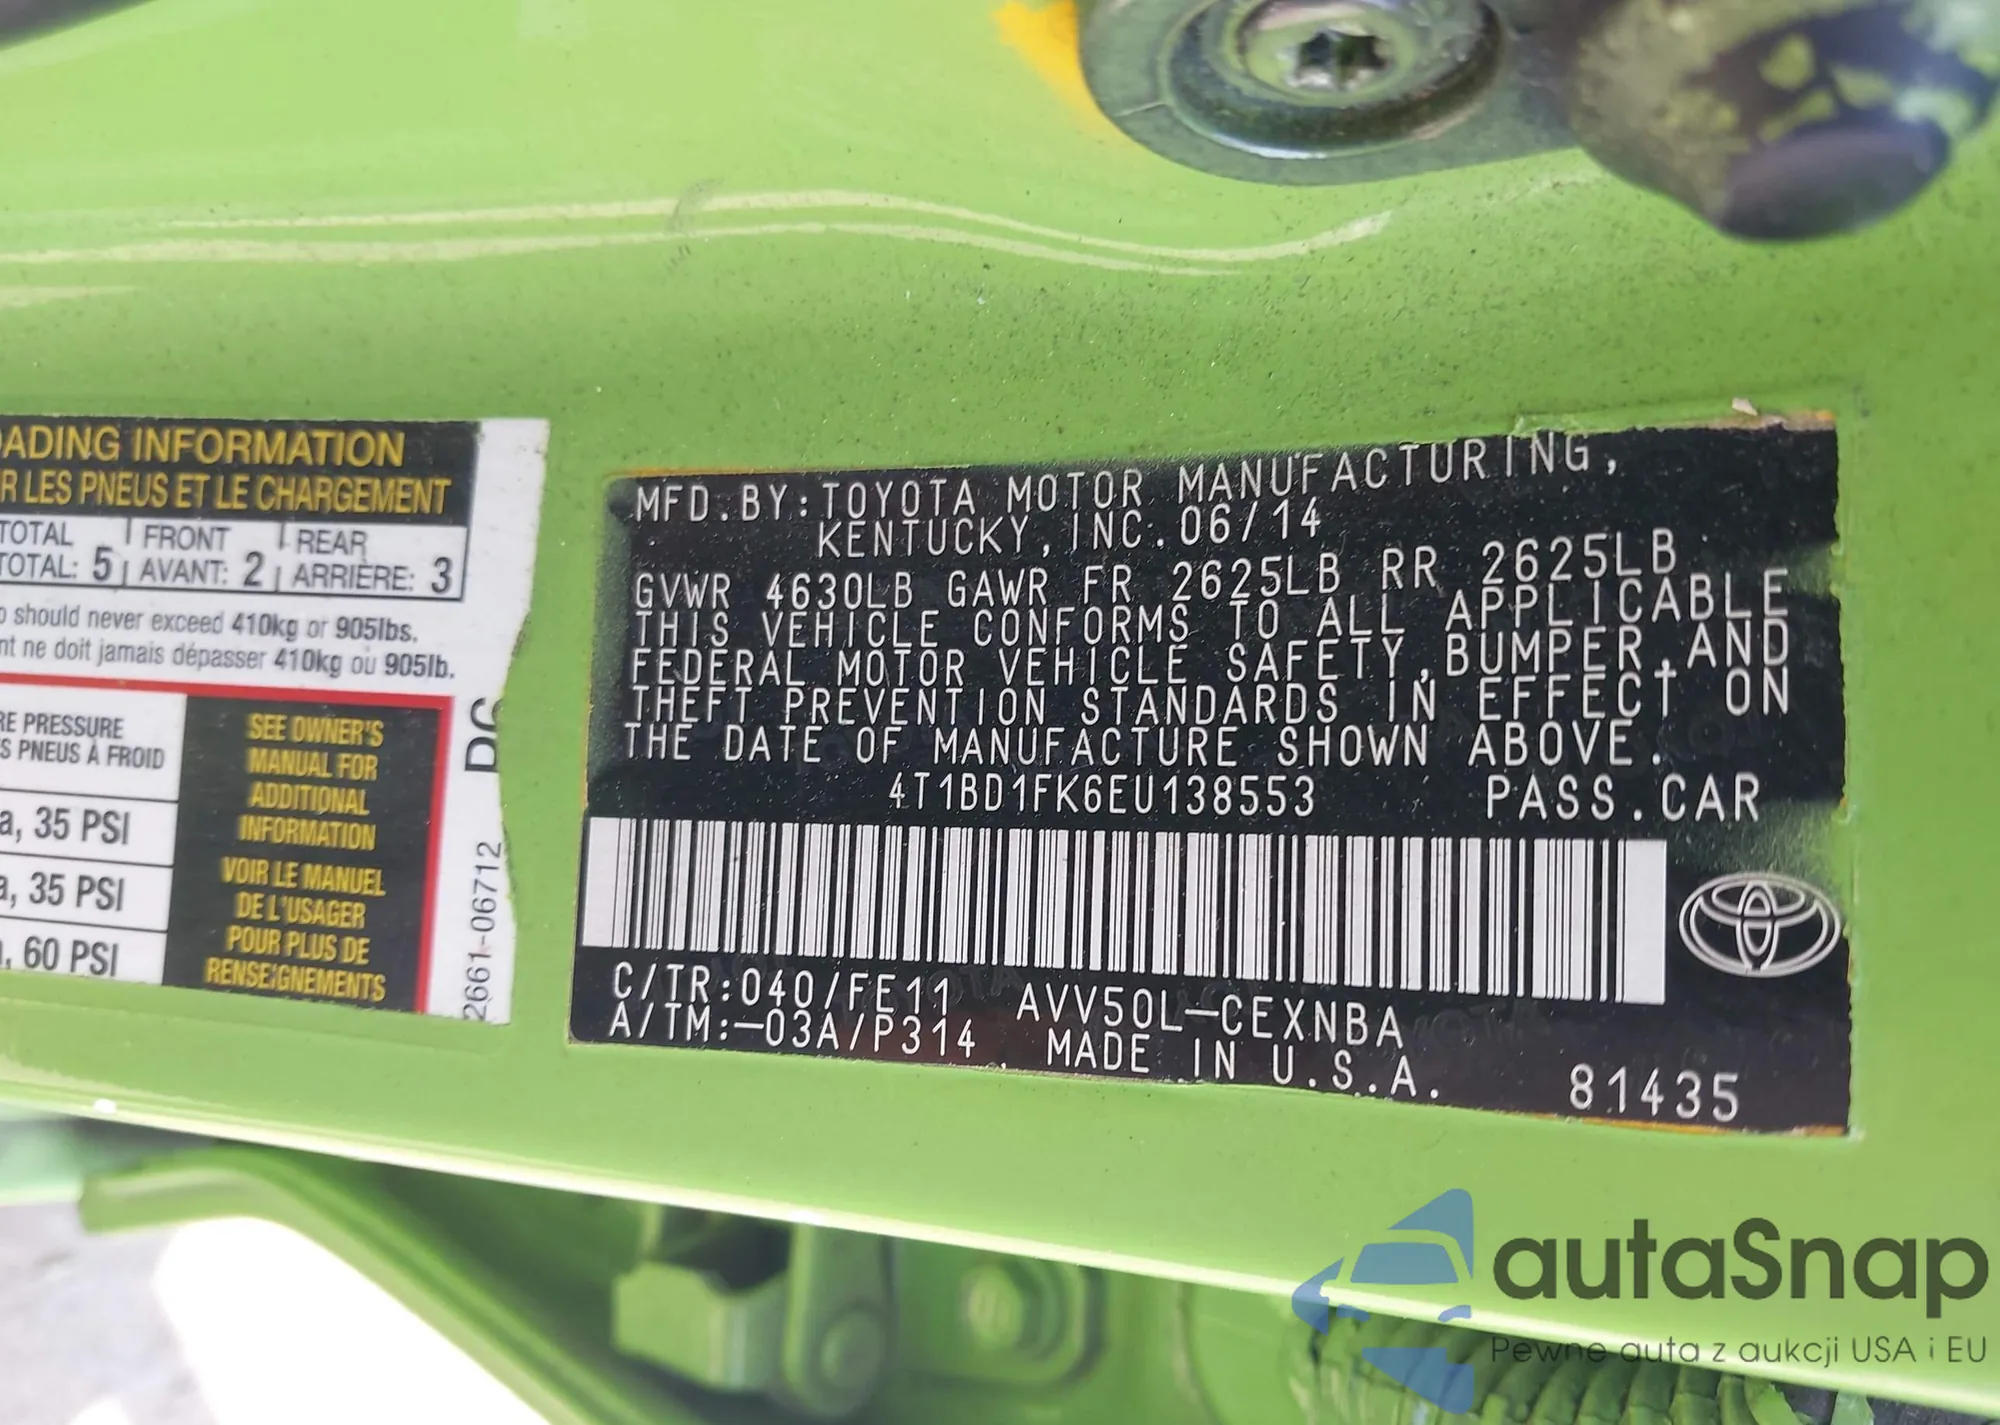 ADING INFORMATION
R LES PNEUS ET LE CHARGEMENT
TOTAL FRONT REAR
TOTAL: 5 AVANT: 2 ARRIÈRE: 3
should never exceed 410kg or 905lbs.
nt ne doit jamais dépasser 410kg ou 905lb.
RE PRESSURE
S PNEUS À FROID
a, 35 PSI
a, 35 PSI
, 60 PSI
SEE OWNER'S
MANUAL FOR
ADDITIONAL
INFORMATION
VOIR LE MANUEL
DE L'USAGER
POUR PLUS DE
RENSEIGNEMENTS
2661-06712
MFD.BY:TOYOTA MOTOR MANUFACTURING,
KENTUCKY,INC.06/14
GVWR 4630LB GAWR FR 2625LB RR 2625LB
THIS VEHICLE CONFORMS TO ALL APPLICABLE
FEDERAL MOTOR VEHICLE SAFETY,BUMPER,AND
THEFT PREVENTION STANDARDS IN EFFECT ON
THE DATE OF MANUFACTURE SHOWN ABOVE.
4T1BD1FK6EU138553 PASS.CAR
C/TR:040/FE11 AVV50L-CEXNBA
A/TM:-03A/P314 MADE IN U.S.A.
81435
autaSnap
Pewne auta z aukcji USA i EU